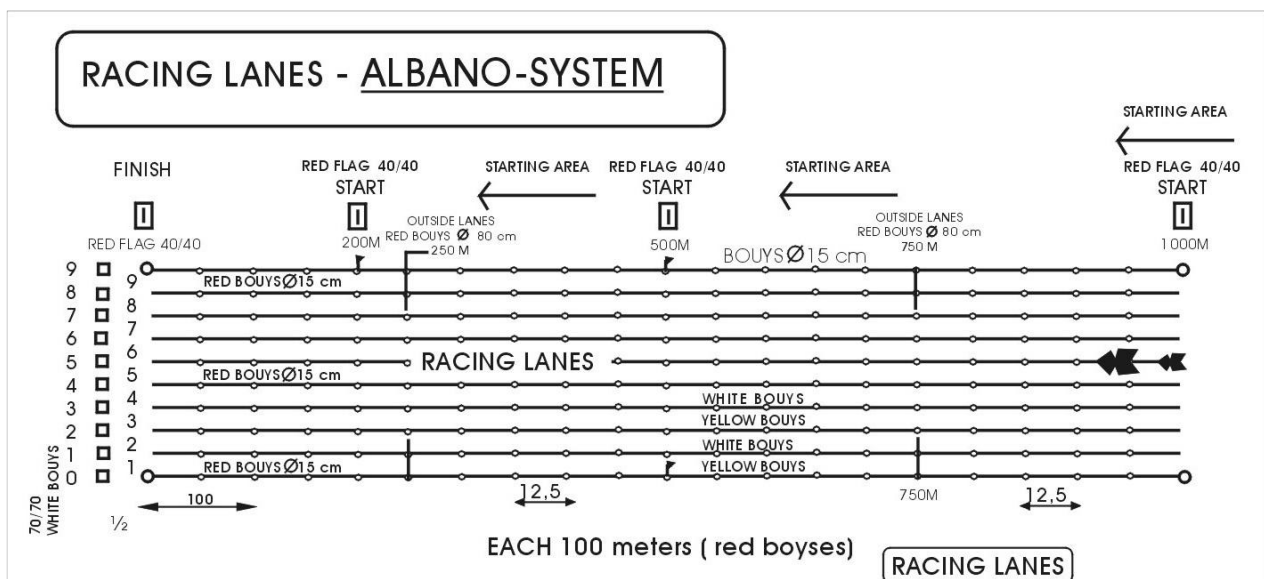 RACING LANES - ALBANO-SYSTEM
STARTING AREA
FINISH
RED FLAG 40/40
START
STARTING AREA
RED FLAG 40/40
START
STARTING AREA
RED FLAG 40/40
START
RED FLAG 40/40
200M
OUTSIDE LANES
RED BOUYS Ø 80 cm
250 M
500M
OUTSIDE LANES
RED BOUYS Ø 80 cm
750 M
1000M
BOUYS Ø 15 cm
9
8
7
6
5
4
3
2
1
0
9
8
7
6
5
4
3
2
1
RED BOUYS Ø 15 cm
RACING LANES
RED BOUYS Ø 15 cm
WHITE BOUYS
YELLOW BOUYS
WHITE BOUYS
RED BOUYS Ø 15 cm
YELLOW BOUYS
70/70
WHITE BOUYS
½
100
12,5
750M
12,5
EACH 100 meters ( red boyses)
RACING LANES